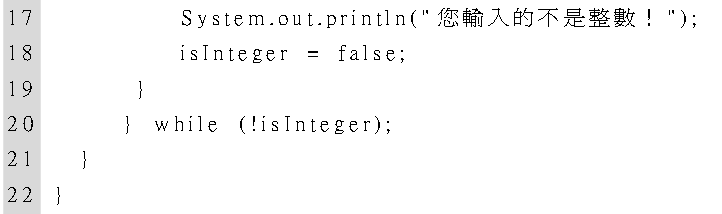 17 System.out.println("您輸入的不是整數！");
18 isInteger = false;
19 }
20 } while (!isInteger);
21 }
22 }